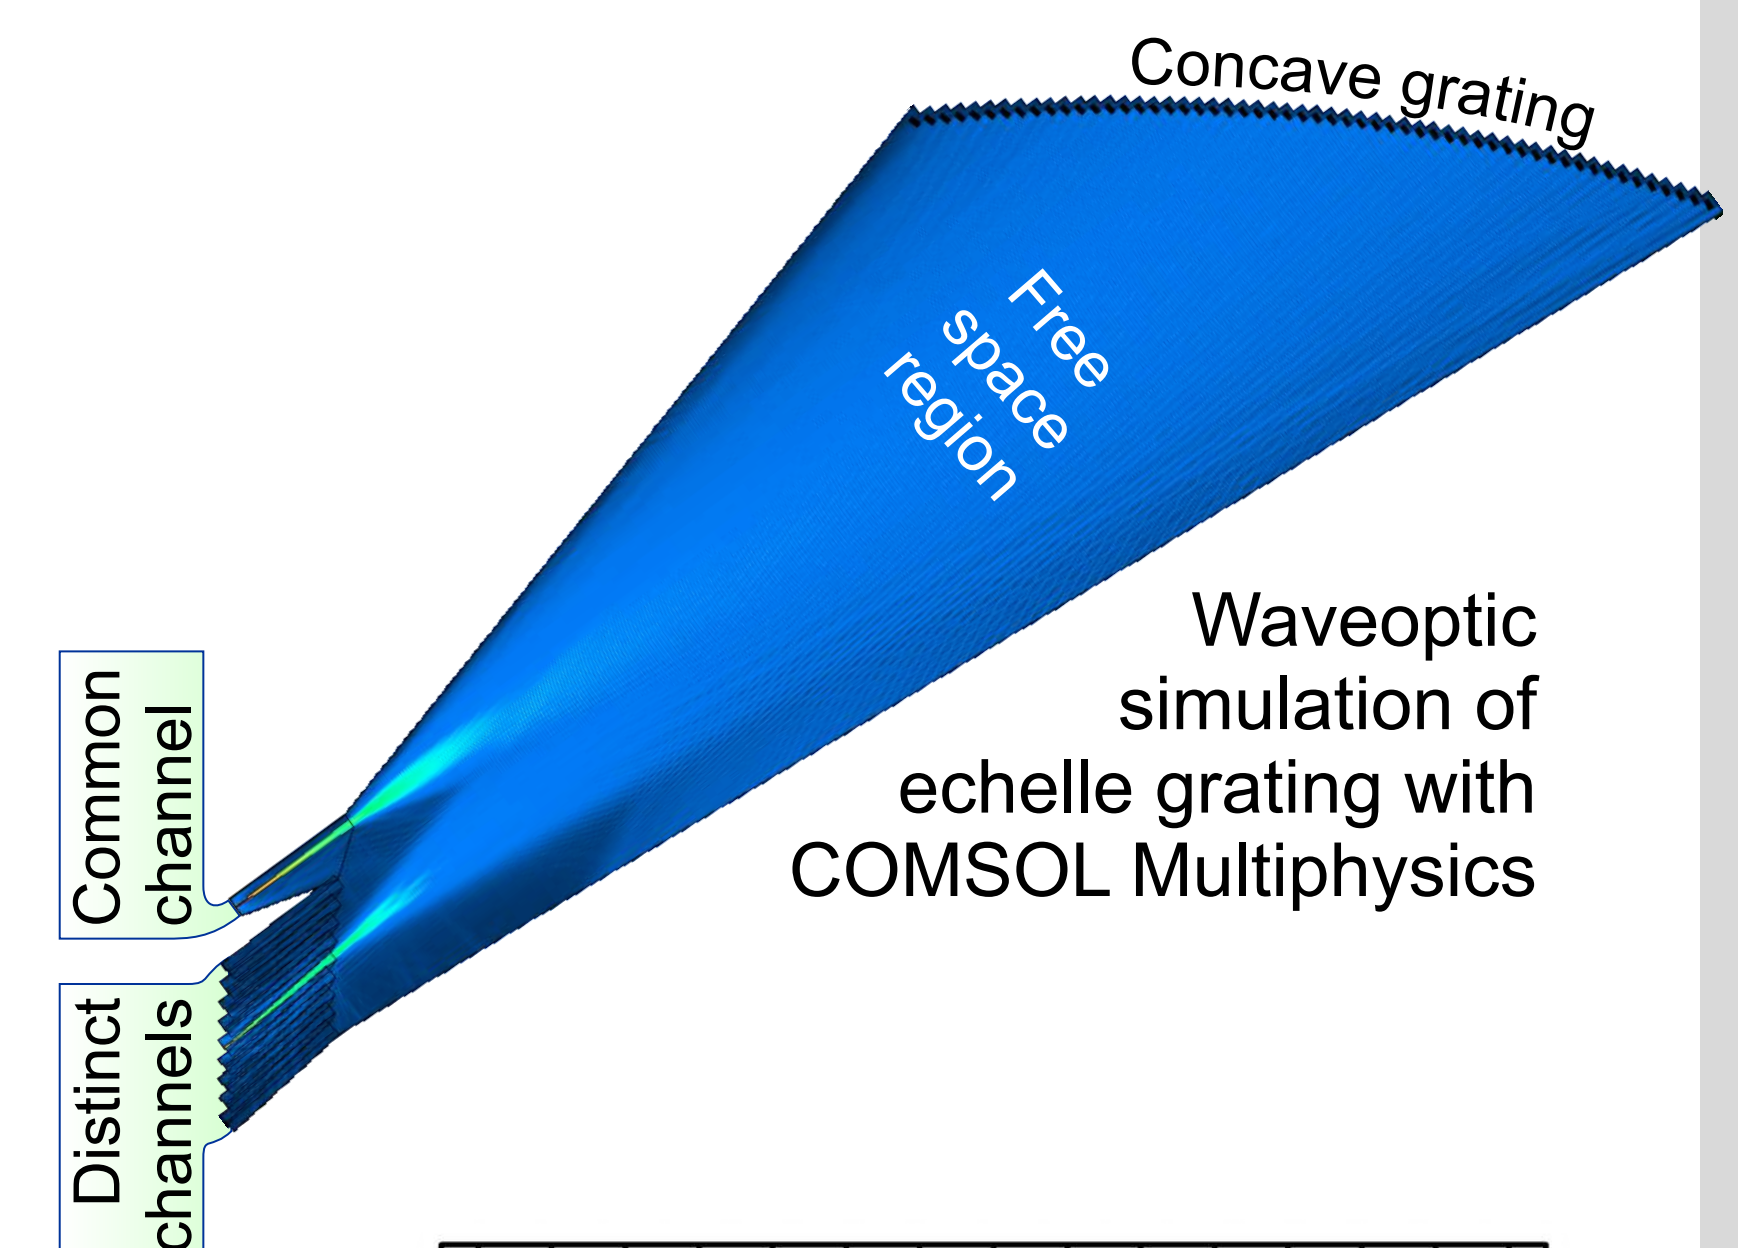 Concave grating
Free
space
region
Waveoptic
simulation of
echelle grating with
COMSOL Multiphysics
Common
channel
Distinct
channels